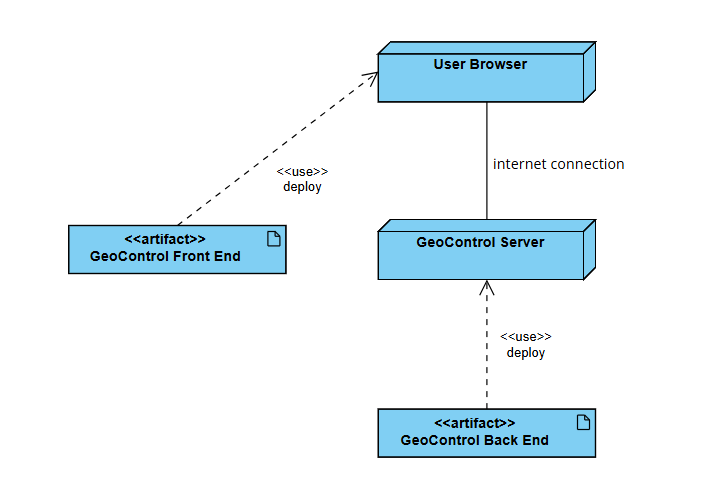 User Browser
<<use>>
deploy
internet connection
<<artifact>>
GeoControl Front End
GeoControl Server
<<use>>
deploy
<<artifact>>
GeoControl Back End